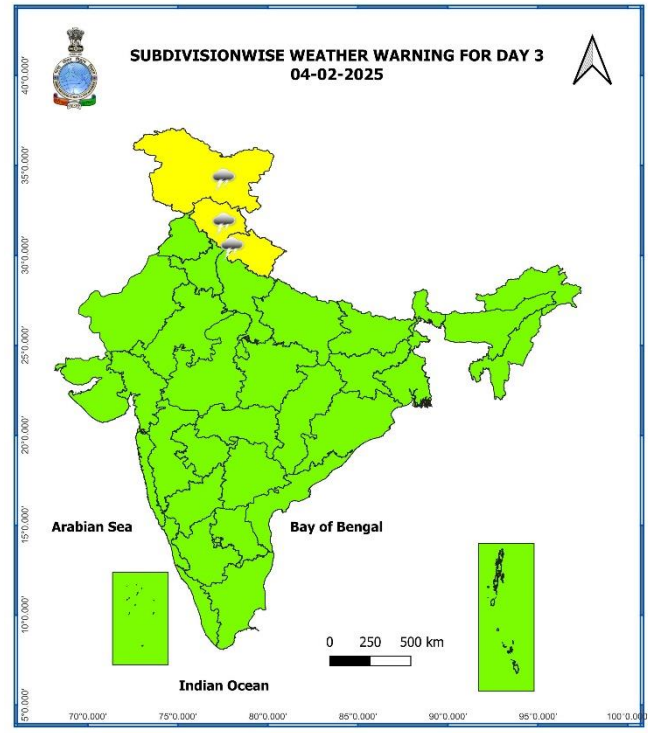 SUBDIVISIONWISE WEATHER WARNING FOR DAY 3
04-02-2025
40°0.000'
35°0.000'
30°0.000'
25°0.000'
20°0.000'
15°0.000'
10°0.000'
5°0.000'
Arabian Sea
Bay of Bengal
0 250 500 km
Indian Ocean
70°0.000' 75°0.000' 80°0.000' 85°0.000' 90°0.000' 95°0.000' 100°0.000'